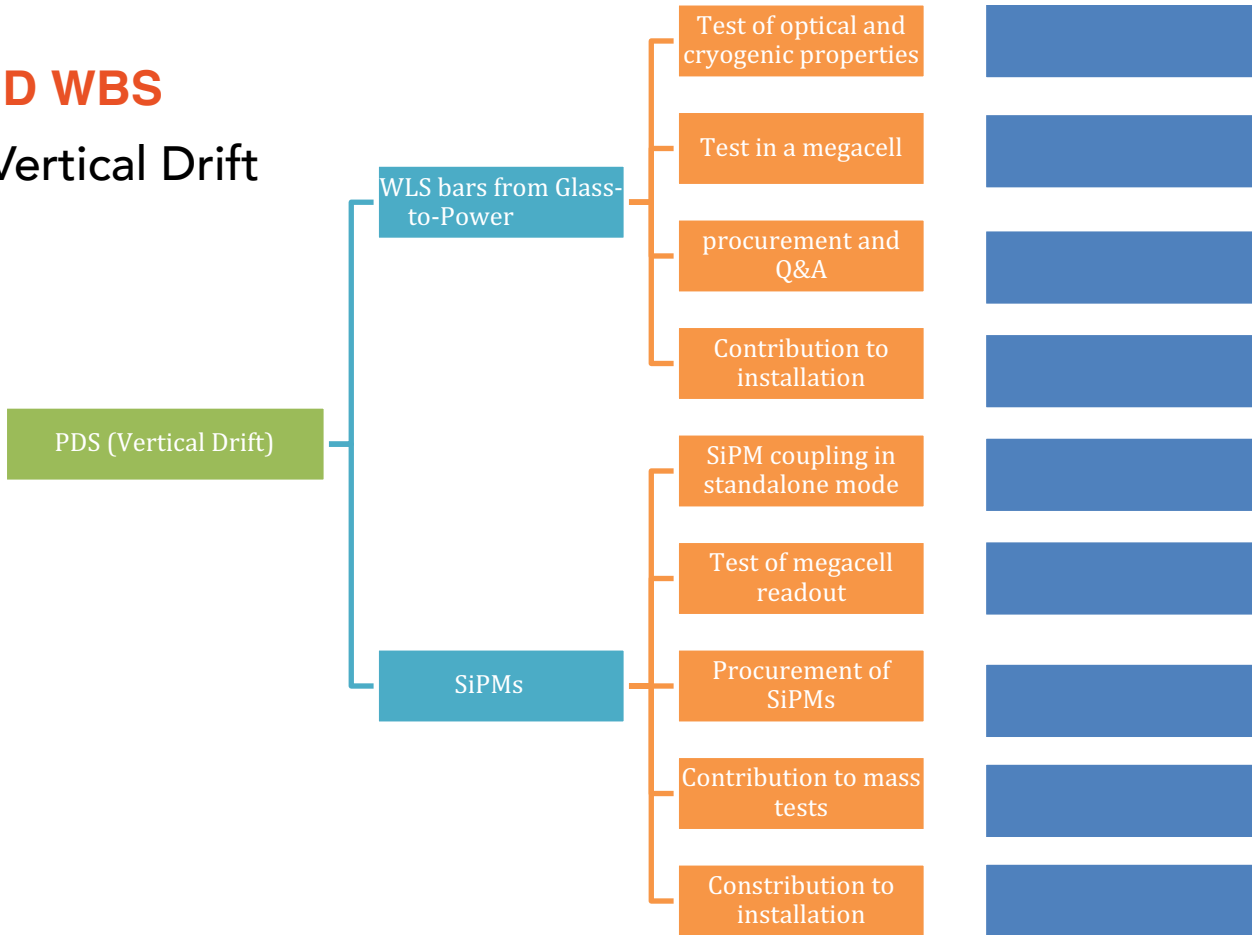 D WBS
Vertical Drift
PDS (Vertical Drift)
WLS bars from Glass-
to-Power
Test of optical and
cryogenic properties
Test in a megacell
procurement and
Q&A
Contribution to
installation
SiPMs
SiPM coupling in
standalone mode
Test of megacell
readout
Procurement of
SiPMs
Contribution to mass
tests
Constribution to
installation